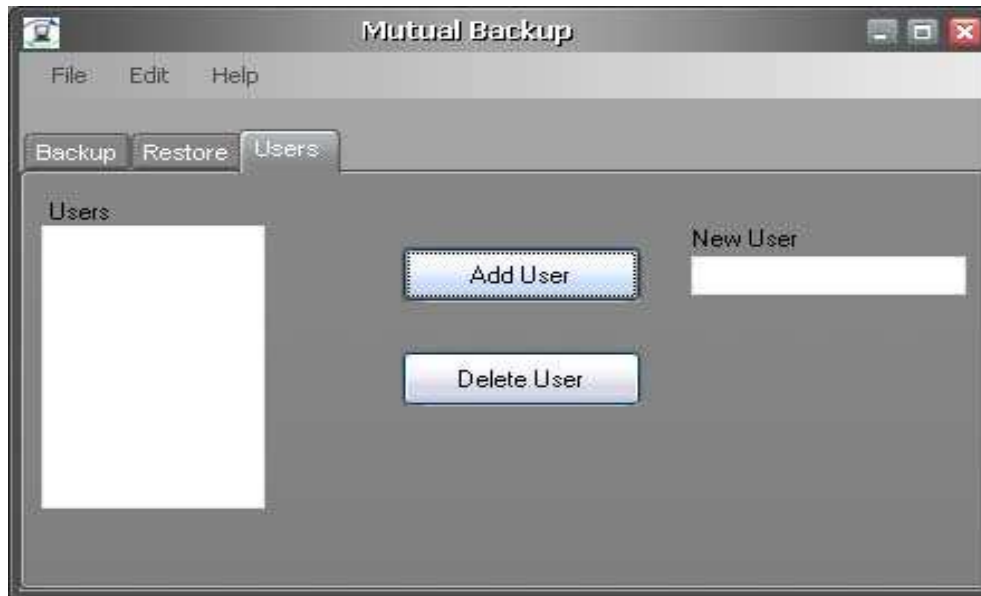 Mutual Backup
File Edit Help
Backup Restore Users
Users
New User
Add User
Delete User